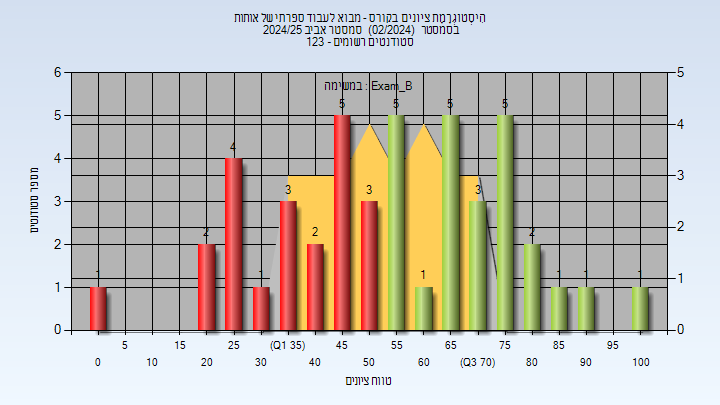 היסטוגרמת ציונים בקורס - מבוא לעבוד ספרתי של אותות
בסמסטר (02/2024) סמסטר אביב 2024/25
סטודנטים רשומים - 123
במשימה : Exam_B
מספר סטודנטים
6 5 4 3 2 1 0
5 4 3 2 1 0
1 2 4 1 3 2 5 3 5 1 5 3 5 2 1 1 1
5 15 25 (Q1 35) 45 55 65 75 85 95
0 10 20 30 40 50 60 (Q3 70) 80 90 100
טווח ציונים